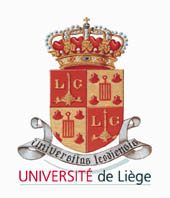 L G
L G
Universitas Leodiensis
UNIVERSITÉ de Liège